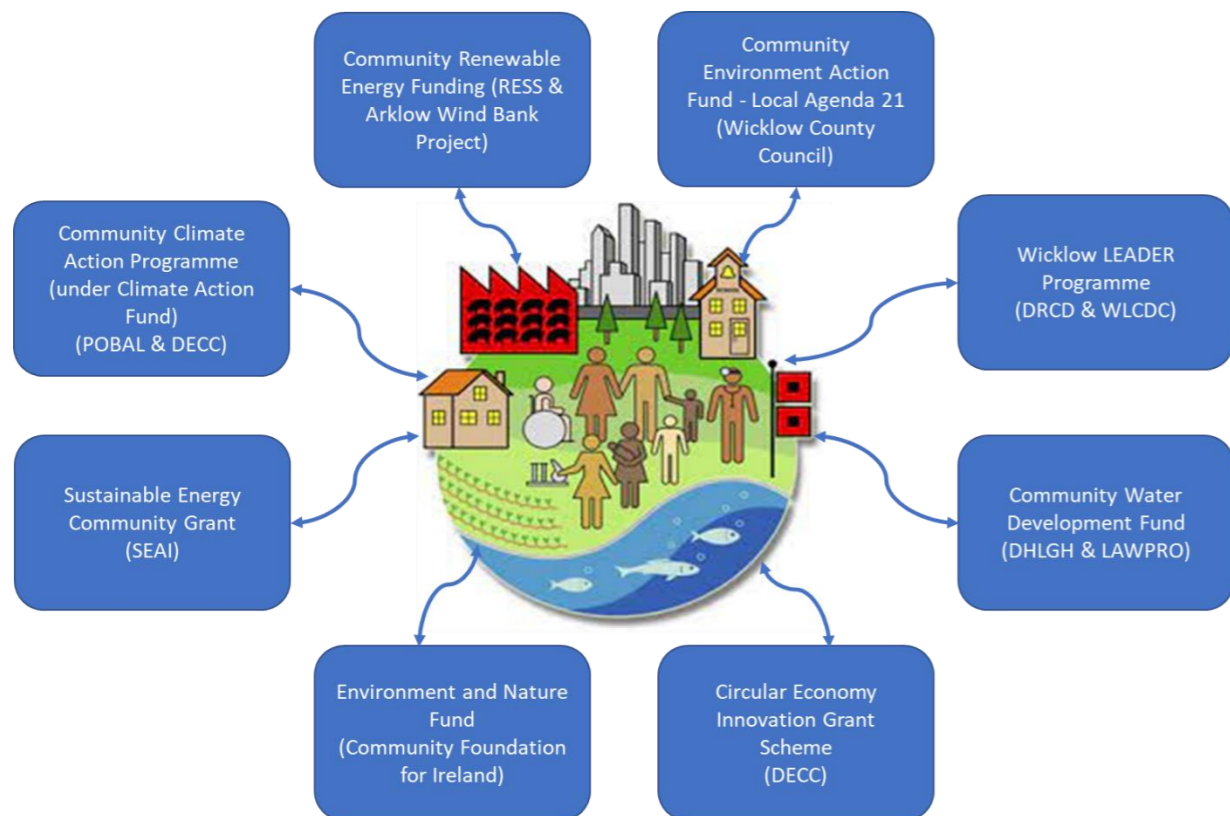 Community Renewable
Energy Funding (RESS &
Arklow Wind Bank
Project)
Community
Environment Action
Fund - Local Agenda 21
(Wicklow County
Council)
Community Climate
Action Programme
(under Climate Action
Fund)
(POBAL & DECC)
Wicklow LEADER
Programme
(DRCD & WLCDC)
Sustainable Energy
Community Grant
(SEAI)
Community Water
Development Fund
(DHLGH & LAWPRO)
Environment and Nature
Fund
(Community Foundation
for Ireland)
Circular Economy
Innovation Grant
Scheme
(DECC)